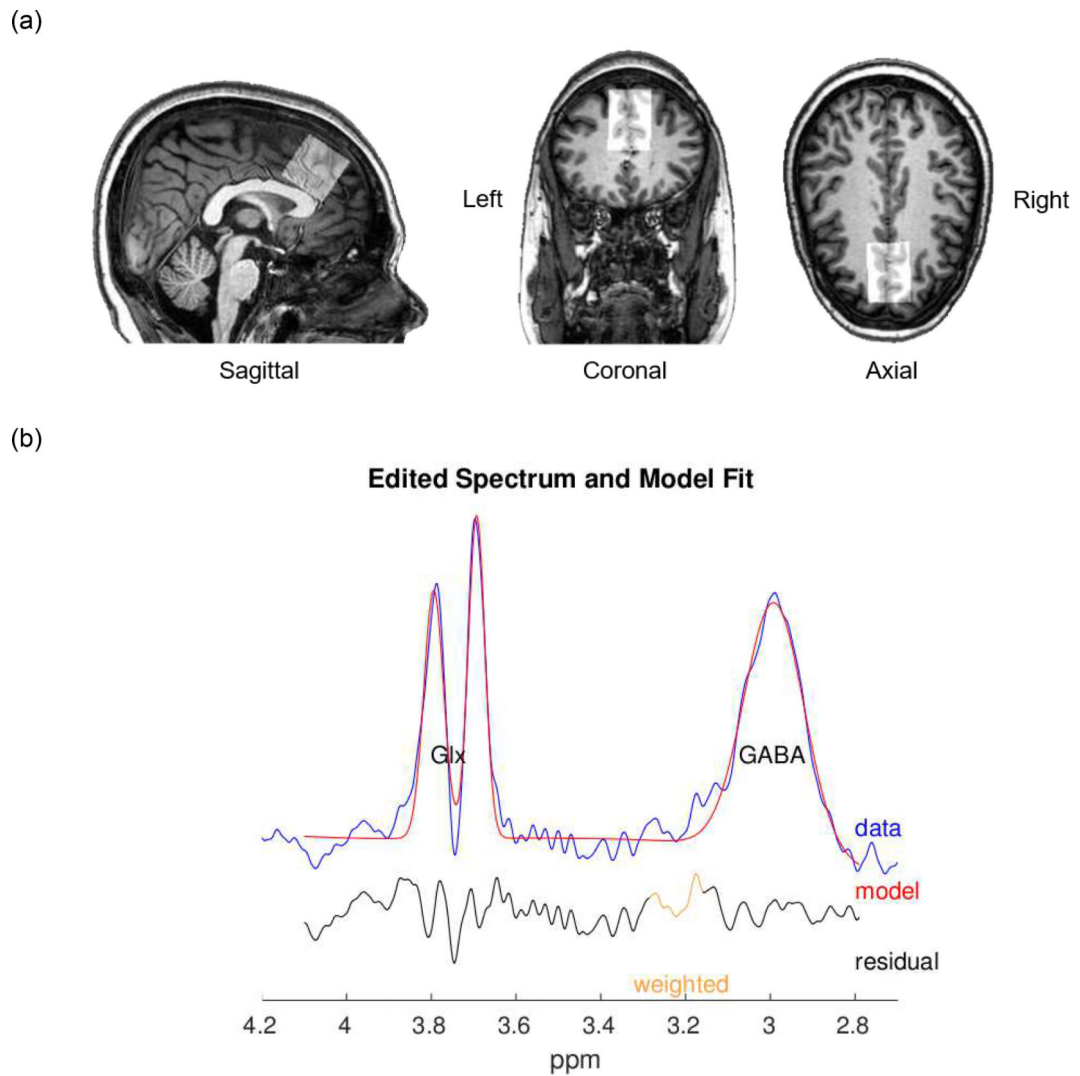 (a)
Left
Right
Sagittal
Coronal
Axial
(b)
Edited Spectrum and Model Fit
Glx
GABA
data
model
residual
weighted
4.2 4 3.8 3.6 3.4 3.2 3 2.8
ppm